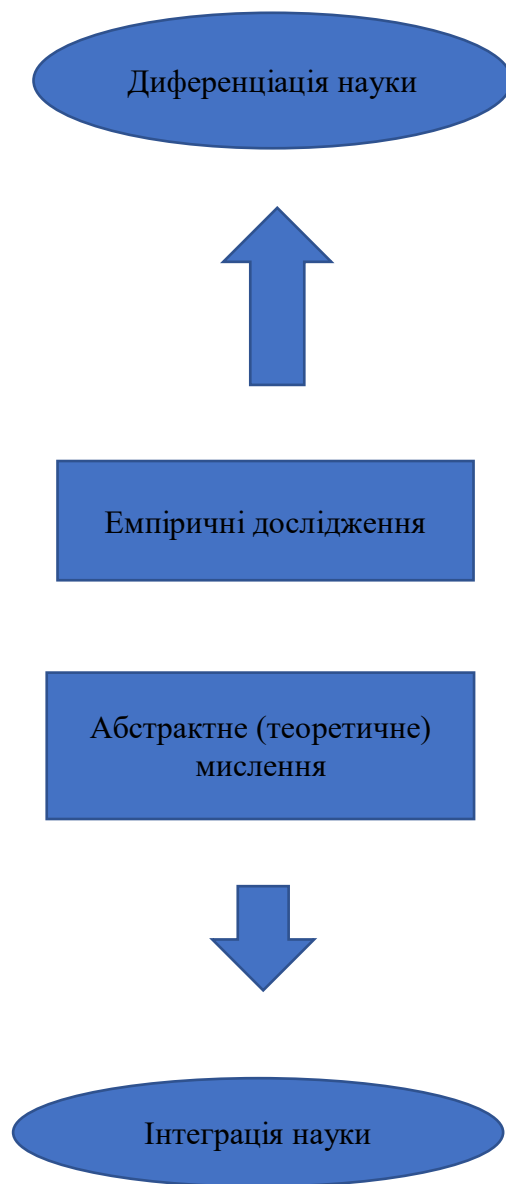 Диференціація науки
Емпіричні дослідження
Абстрактне (теоретичне)
мислення
Інтеграція науки